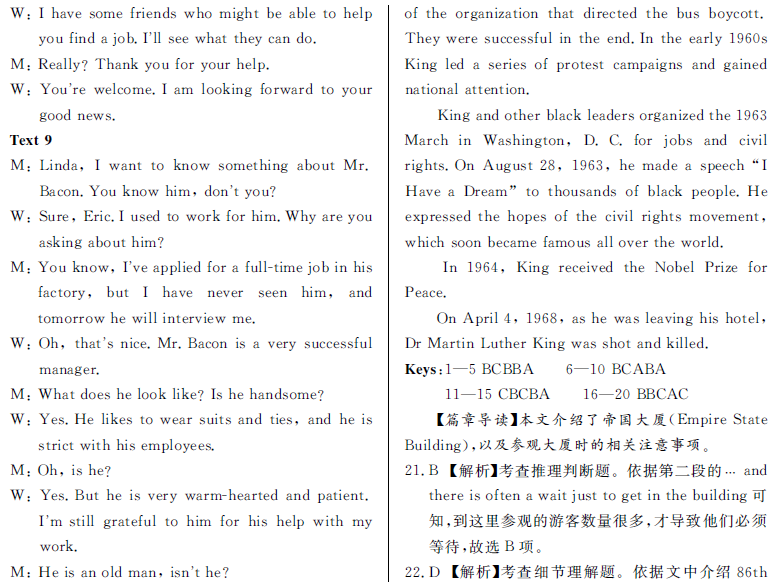 W: I have some friends who might be able to help
you find a job. I'll see what they can do.
M: Really? Thank you for your help.
W: You're welcome. I am looking forward to your
good news.
Text 9
M: Linda, I want to know something about Mr.
Bacon. You know him, don't you?
W: Sure, Eric. I used to work for him. Why are you
asking about him?
M: You know, I've applied for a full-time job in his
factory, but I have never seen him, and
tomorrow he will interview me.
W: Oh, that's nice. Mr. Bacon is a very successful
manager.
M: What does he look like? Is he handsome?
W: Yes. He likes to wear suits and ties, and he is
strict with his employees.
M: Oh, is he?
W: Yes. But he is very warm-hearted and patient.
I'm still grateful to him for his help with my
work.
M: He is an old man, isn't he?
of the organization that directed the bus boycott.
They were successful in the end. In the early 1960s
King led a series of protest campaigns and gained
national attention.
King and other black leaders organized the 1963
March in Washington, D. C. for jobs and civil
rights. On August 28, 1963, he made a speech “I
Have a Dream” to thousands of black people. He
expressed the hopes of the civil rights movement,
which soon became famous all over the world.
In 1964, King received the Nobel Prize for
Peace.
On April 4, 1968, as he was leaving his hotel,
Dr Martin Luther King was shot and killed.
Keys:1—5 BCBBA 6—10 BCABA
11—15 CBCBA 16—20 BBCAC
【篇章导读】本文介绍了帝国大厦(Empire State
Building),以及参观大厦时的相关注意事项。
21. B 【解析】考查推理判断题。依据第二段的… and
there is often a wait just to get in the building 可
知,到这里参观的游客数量很多,才导致他们必须
等待,故选 B 项。
22. D 【解析】考查细节理解题。依据文中介绍 86th